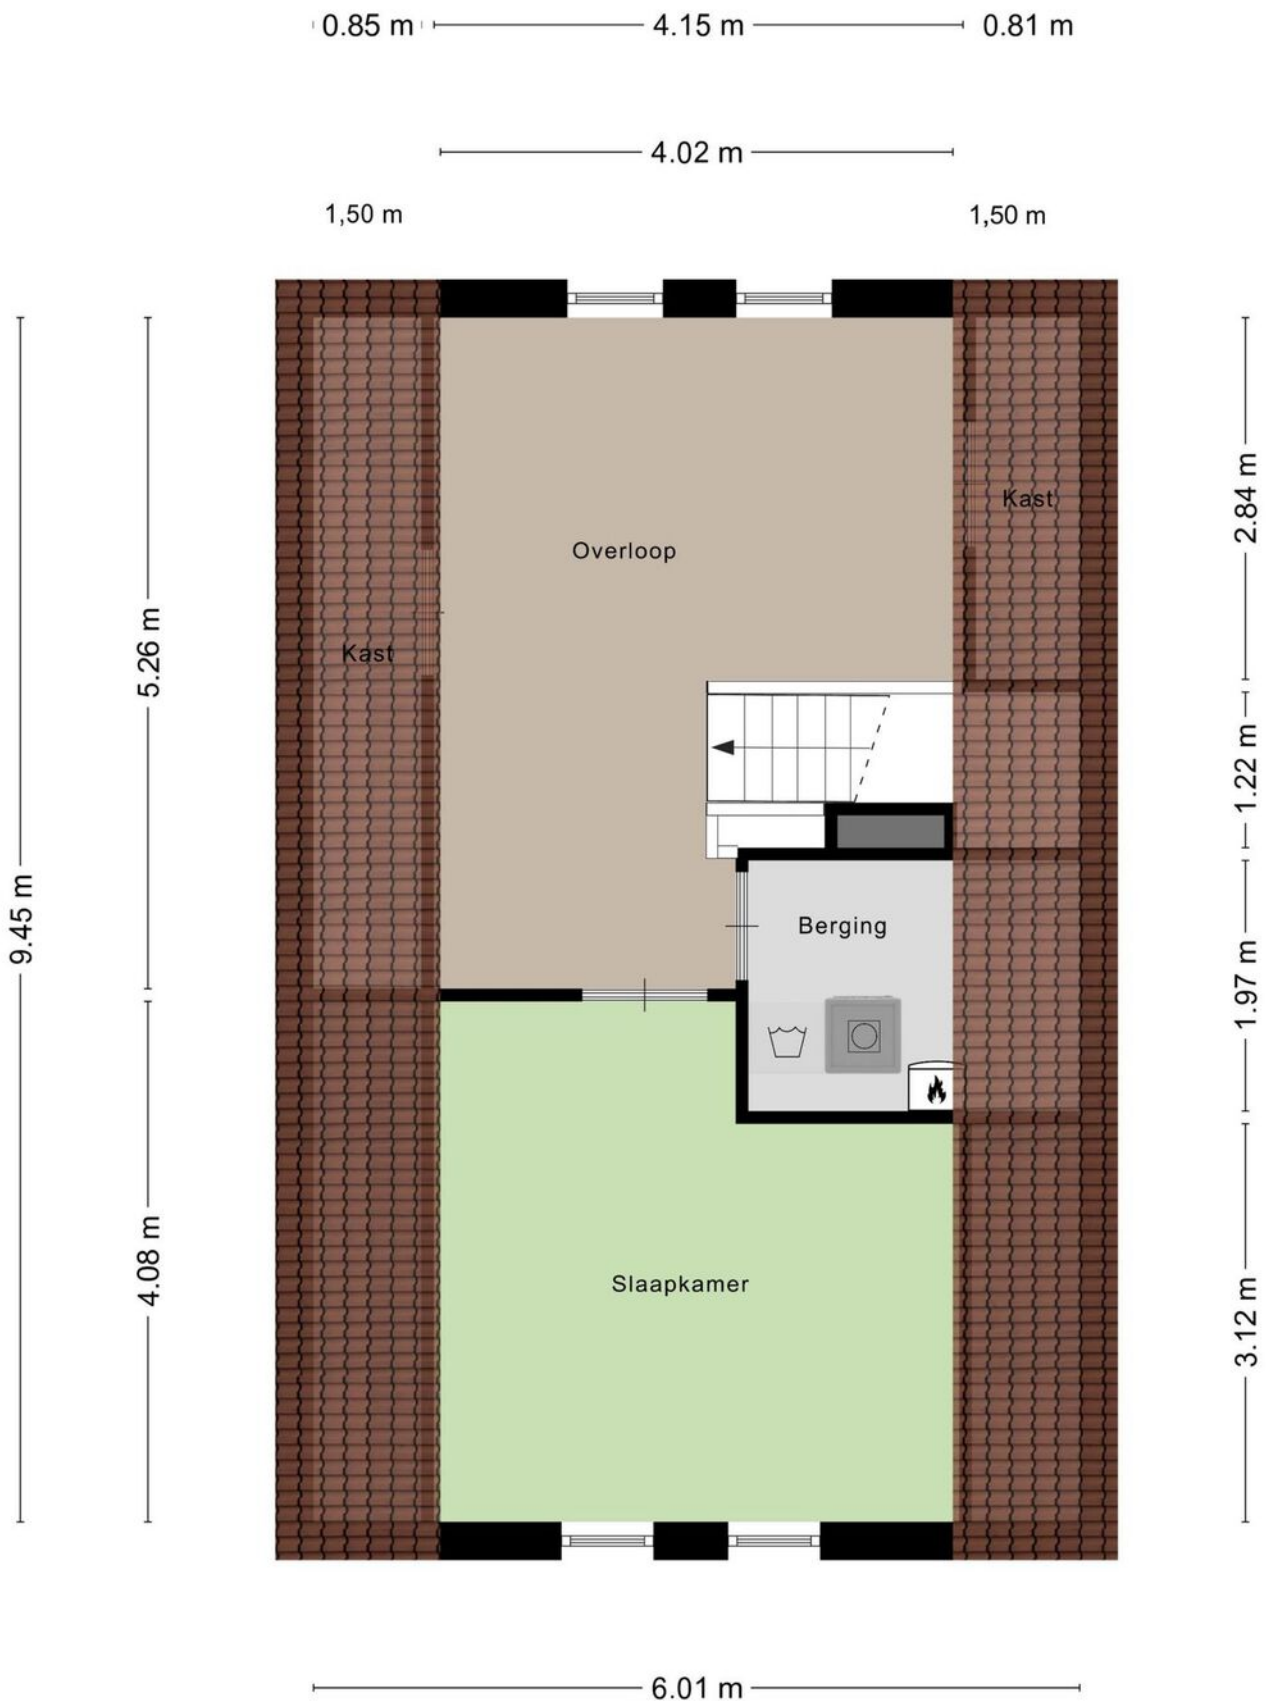 0.85 m
4.15 m
0.81 m
4.02 m
1,50 m
1,50 m
Kast
2.84 m
Overloop
5.26 m
Kast
1.22 m
9.45 m
Berging
1.97 m
4.08 m
Slaapkamer
3.12 m
6.01 m